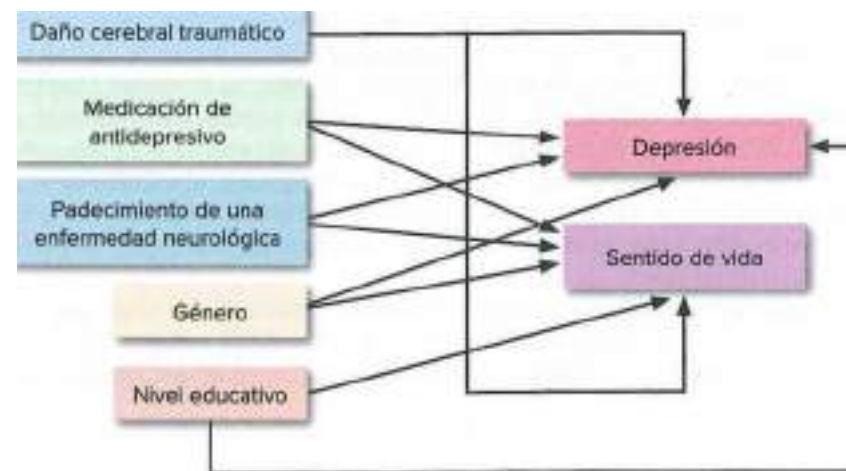 Daño cerebral traumático
Medicación de
antidepresivo
Depresión
Padecimiento de una
enfermedad neurológica
Sentido de vida
Género
Nivel educativo